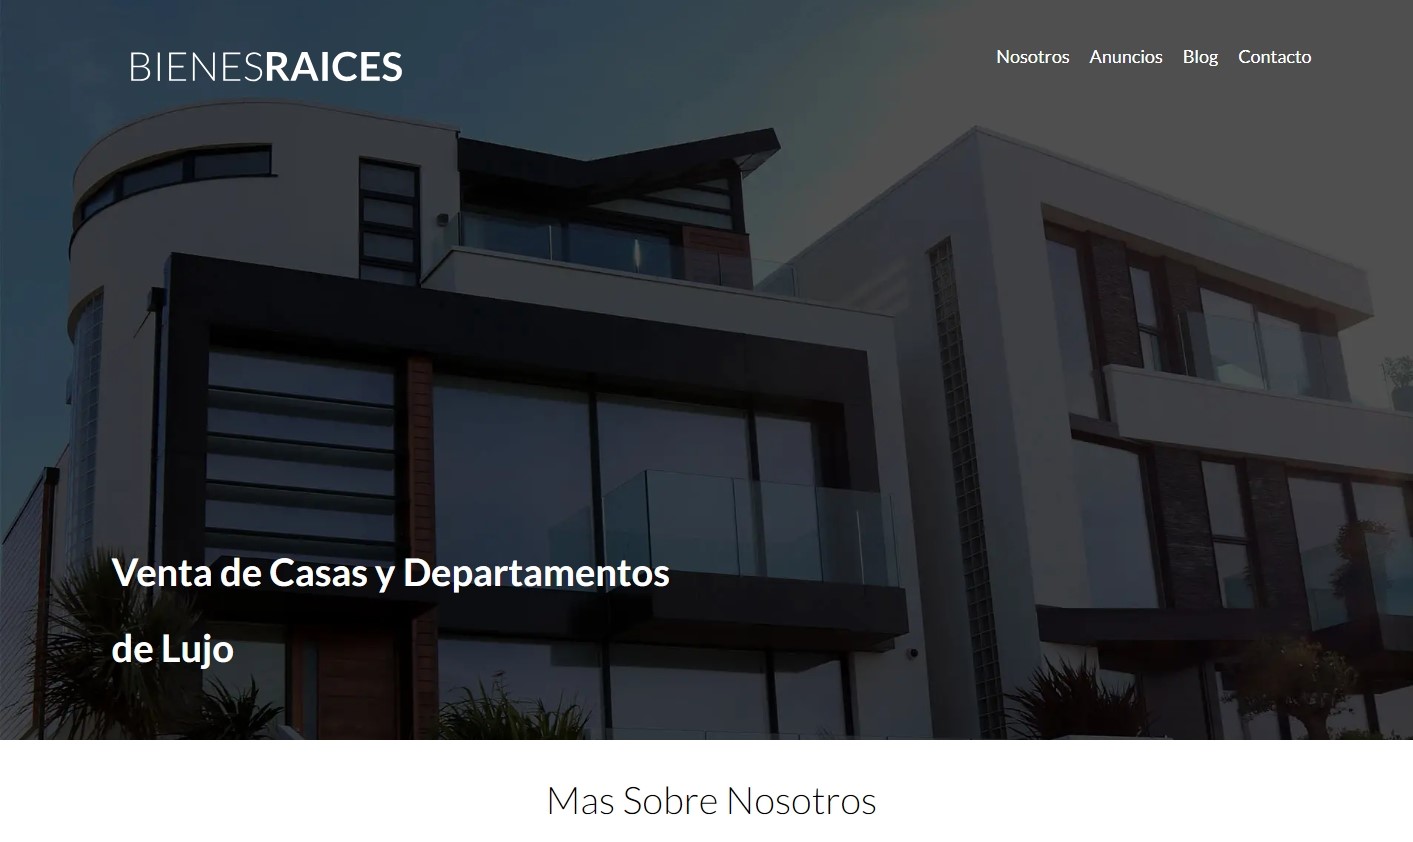 BIENESRAICES
Nosotros Anuncios Blog Contacto
Venta de Casas y Departamentos
de Lujo
Mas Sobre Nosotros